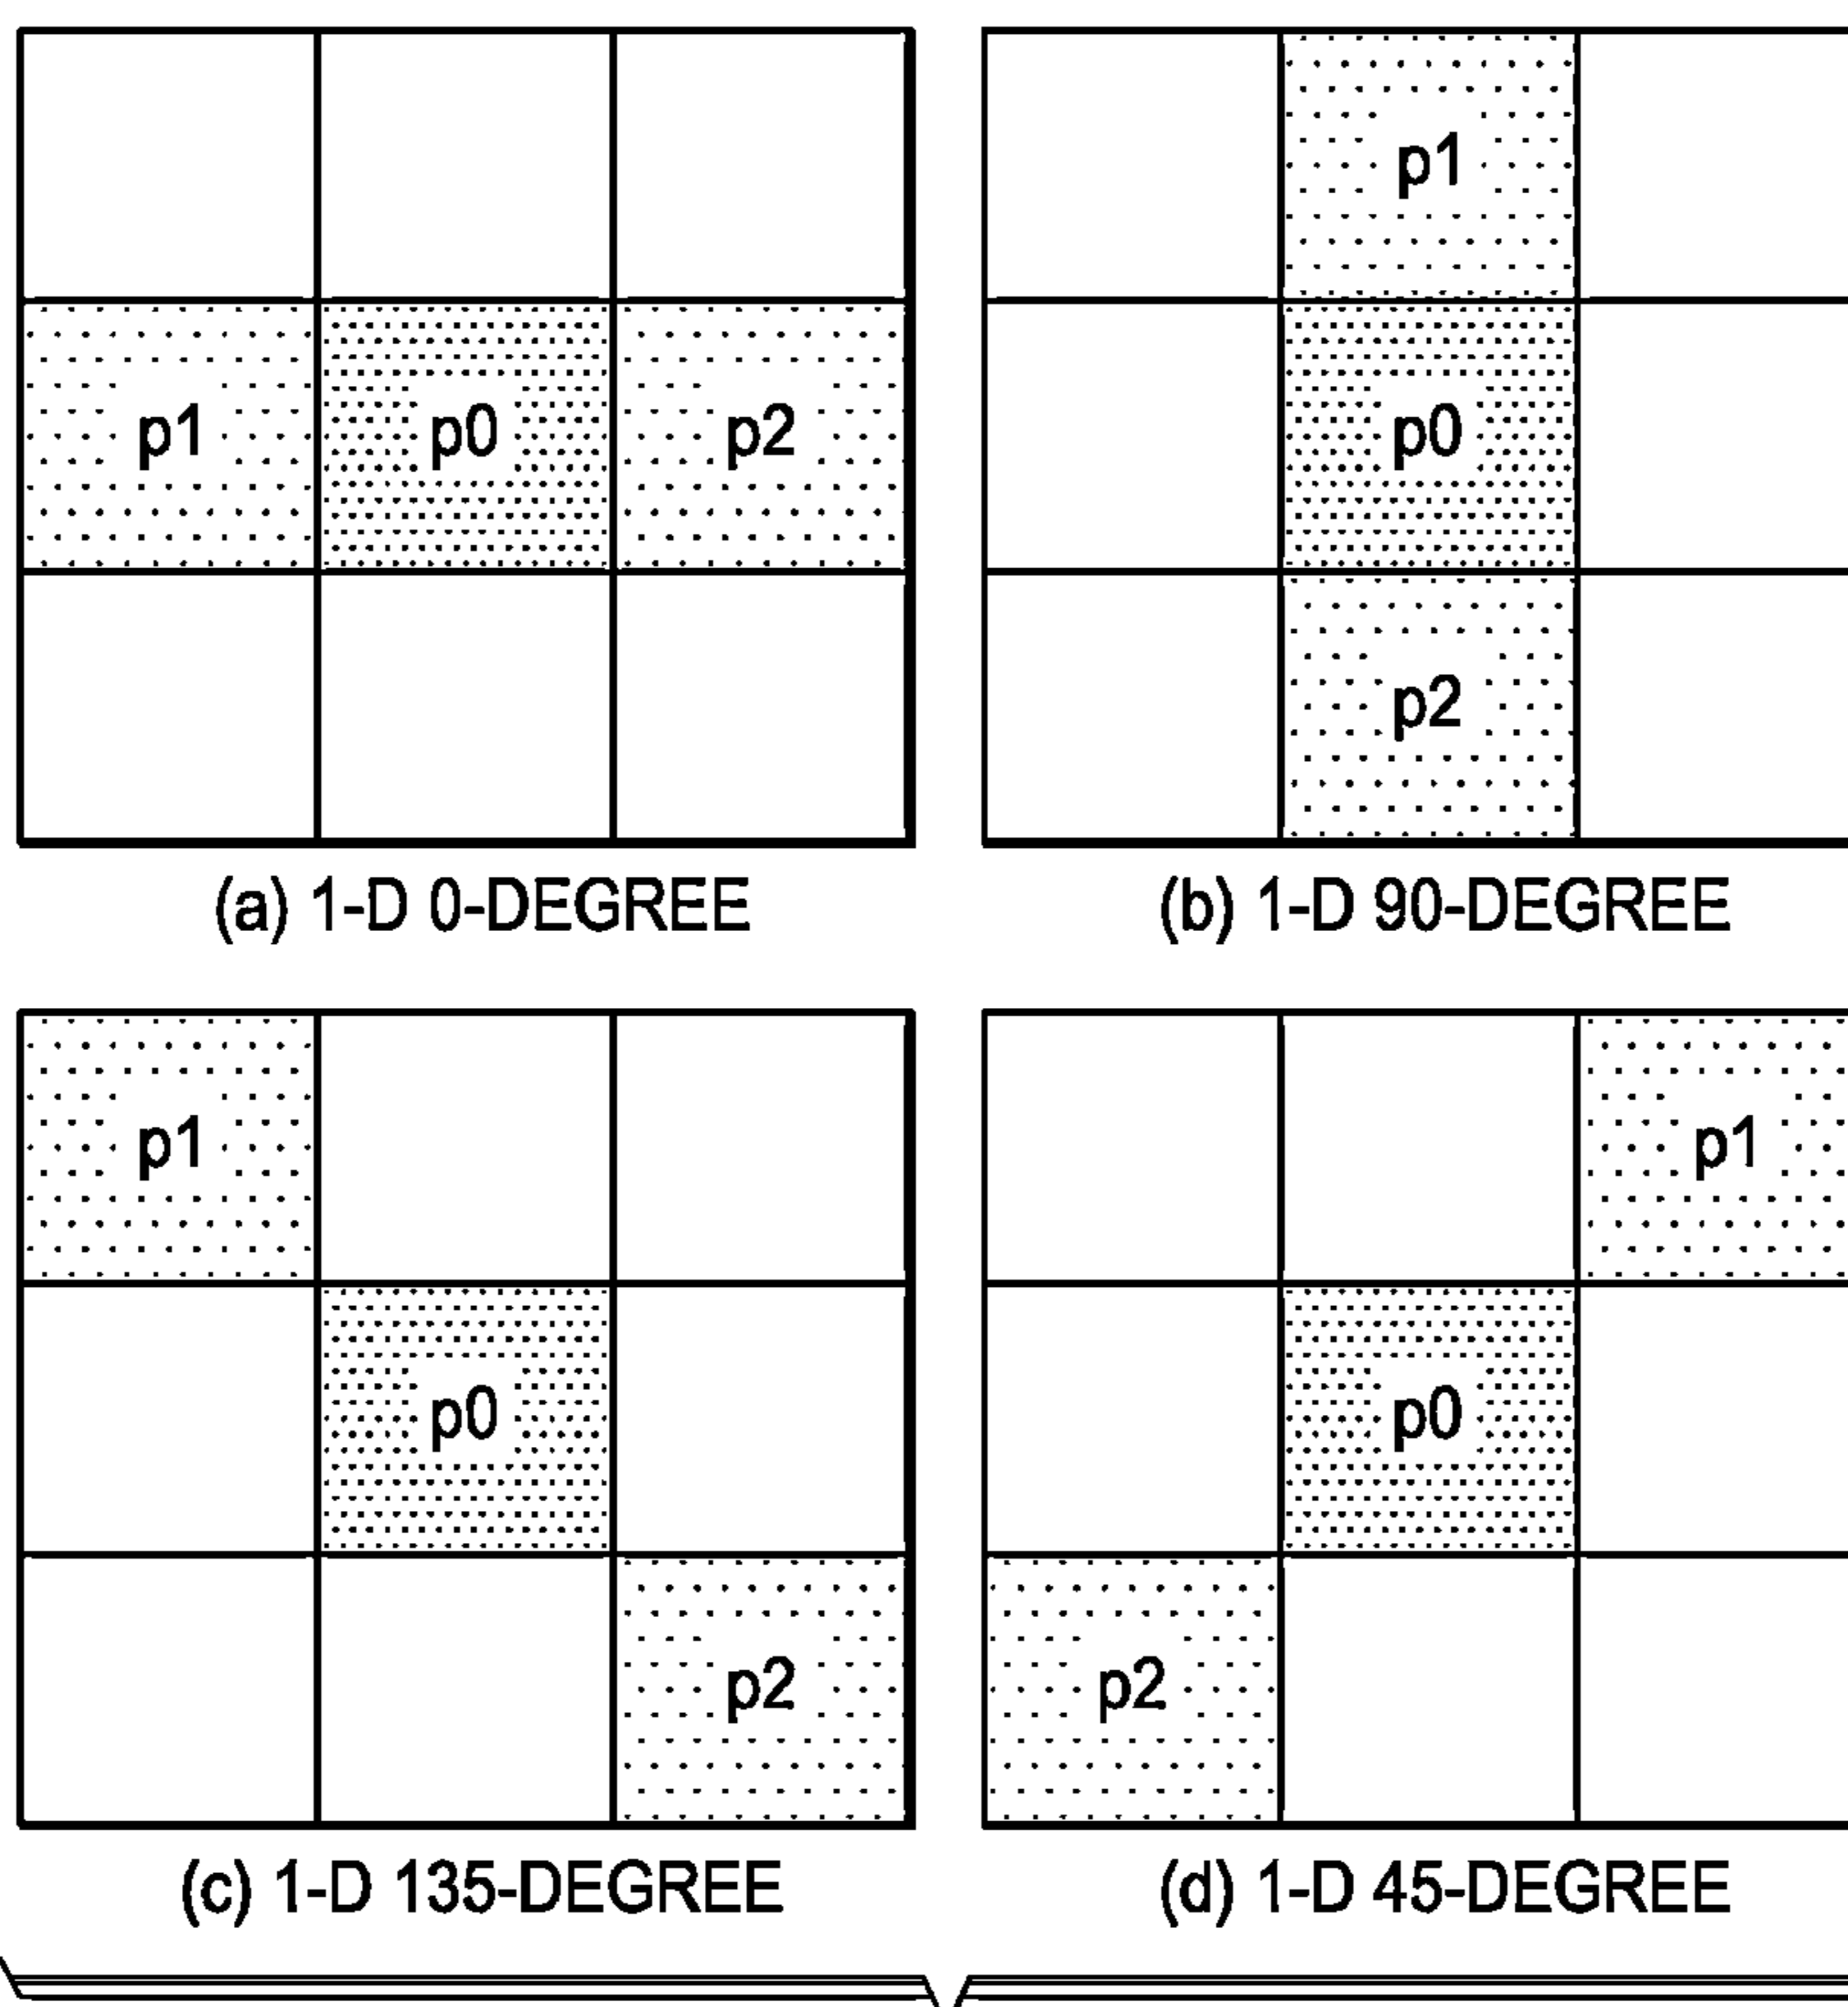 p1
p1 p0 p2
p0
p2
(a) 1-D 0-DEGREE
(b) 1-D 90-DEGREE
p1
p0
p2
p1
p0
p2
(c) 1-D 135-DEGREE
(d) 1-D 45-DEGREE